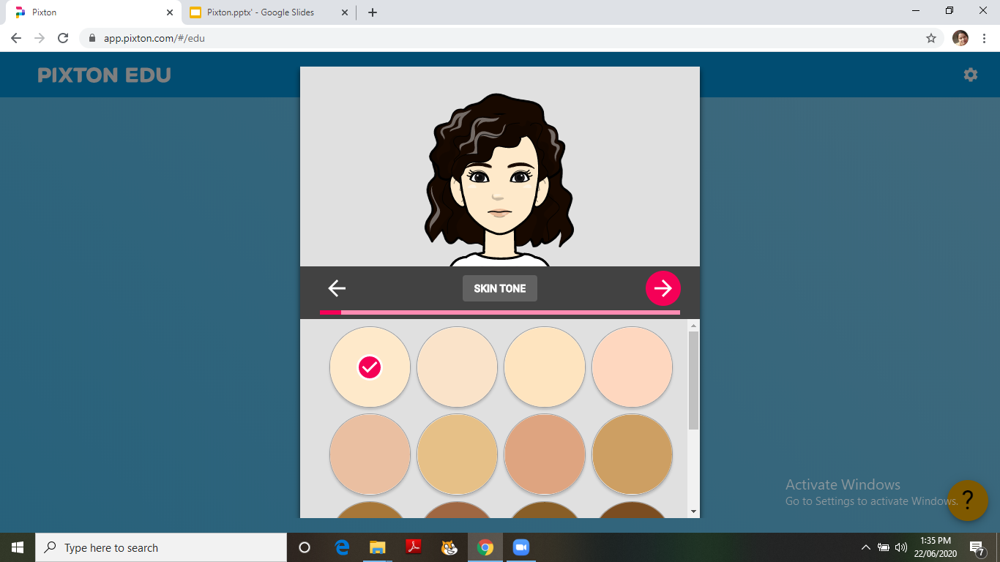 Pixton
Pixton.pptx' - Google Slides
app.pixton.com/#/edu
PIXTON EDU
SKIN TONE
Activate Windows
Go to Settings to activate Windows.
?
Type here to search
1:35 PM
22/06/2020
7